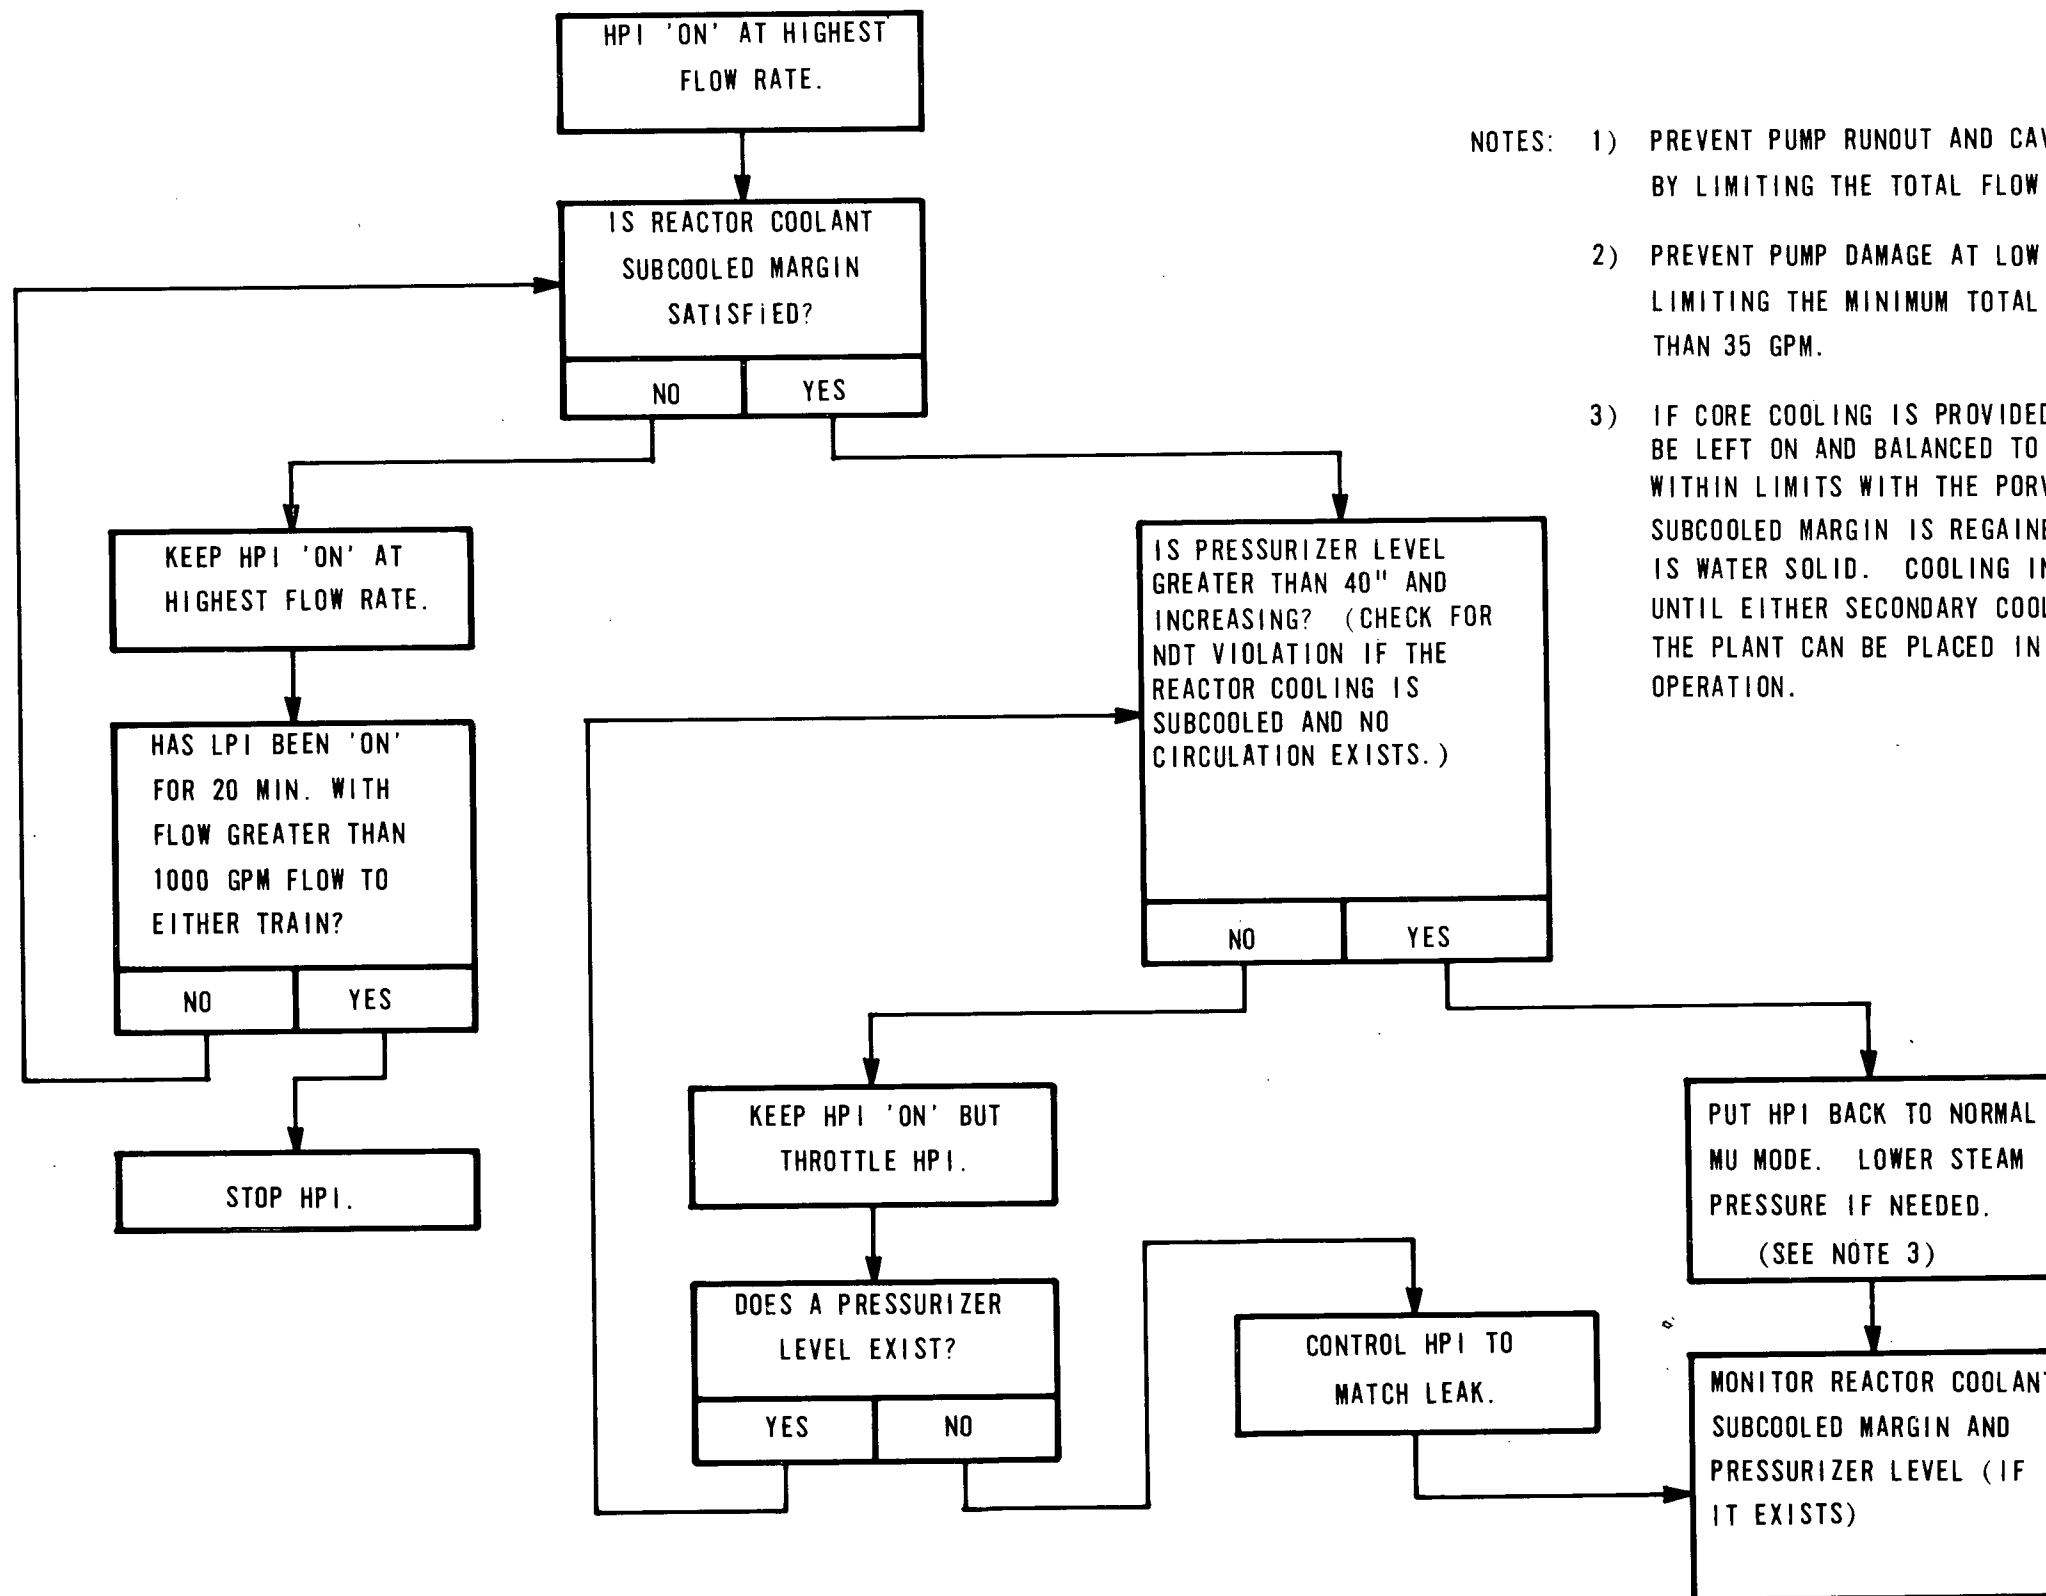 HPI 'ON' AT HIGHEST
FLOW RATE.
IS REACTOR COOLANT
SUBCOOLED MARGIN
SATISFIED?
NO YES
NOTES: 1) PREVENT PUMP RUNOUT AND
BY LIMITING THE TOTAL FLOW
2) PREVENT PUMP DAMAGE AT LOW
LIMITING THE MINIMUM TOTAL
THAN 35 GPM.
3) IF CORE COOLING IS PROVIDED
BE LEFT ON AND BALANCED TO
WITHIN LIMITS WITH THE PORV
SUBCOOLED MARGIN IS REGAINE
IS WATER SOLID. COOLING IN
UNTIL EITHER SECONDARY COOL
THE PLANT CAN BE PLACED IN
OPERATION.
KEEP HPI 'ON' AT
HIGHEST FLOW RATE.
HAS LPI BEEN 'ON'
FOR 20 MIN. WITH
FLOW GREATER THAN
1000 GPM FLOW TO
EITHER TRAIN?
NO YES
STOP HPI.
IS PRESSURIZER LEVEL
GREATER THAN 40" AND
INCREASING? (CHECK FOR
NDT VIOLATION IF THE
REACTOR COOLING IS
SUBCOOLED AND NO
CIRCULATION EXISTS.)
NO YES
KEEP HPI 'ON' BUT
THROTTLE HPI.
DOES A PRESSURIZER
LEVEL EXIST?
YES NO
CONTROL HPI TO
MATCH LEAK.
PUT HPI BACK TO NORMAL
MU MODE. LOWER STEAM
PRESSURE IF NEEDED.
(SEE NOTE 3)
MONITOR REACTOR COOLANT
SUBCOOLED MARGIN AND
PRESSURIZER LEVEL (IF
IT EXISTS)